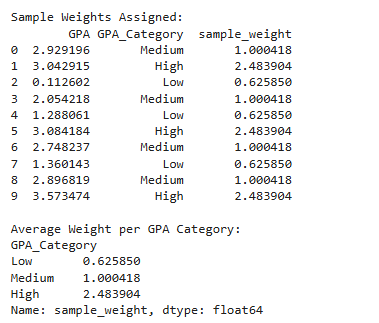 Sample Weights Assigned:
GPA GPA_Category sample_weight
0 2.929196 Medium 1.000418
1 3.042915 High 2.483904
2 0.112602 Low 0.625850
3 2.054218 Medium 1.000418
4 1.288061 Low 0.625850
5 3.084184 High 2.483904
6 2.748237 Medium 1.000418
7 1.360143 Low 0.625850
8 2.896819 Medium 1.000418
9 3.573474 High 2.483904
Average Weight per GPA Category:
GPA_Category
Low 0.625850
Medium 1.000418
High 2.483904
Name: sample_weight, dtype: float64